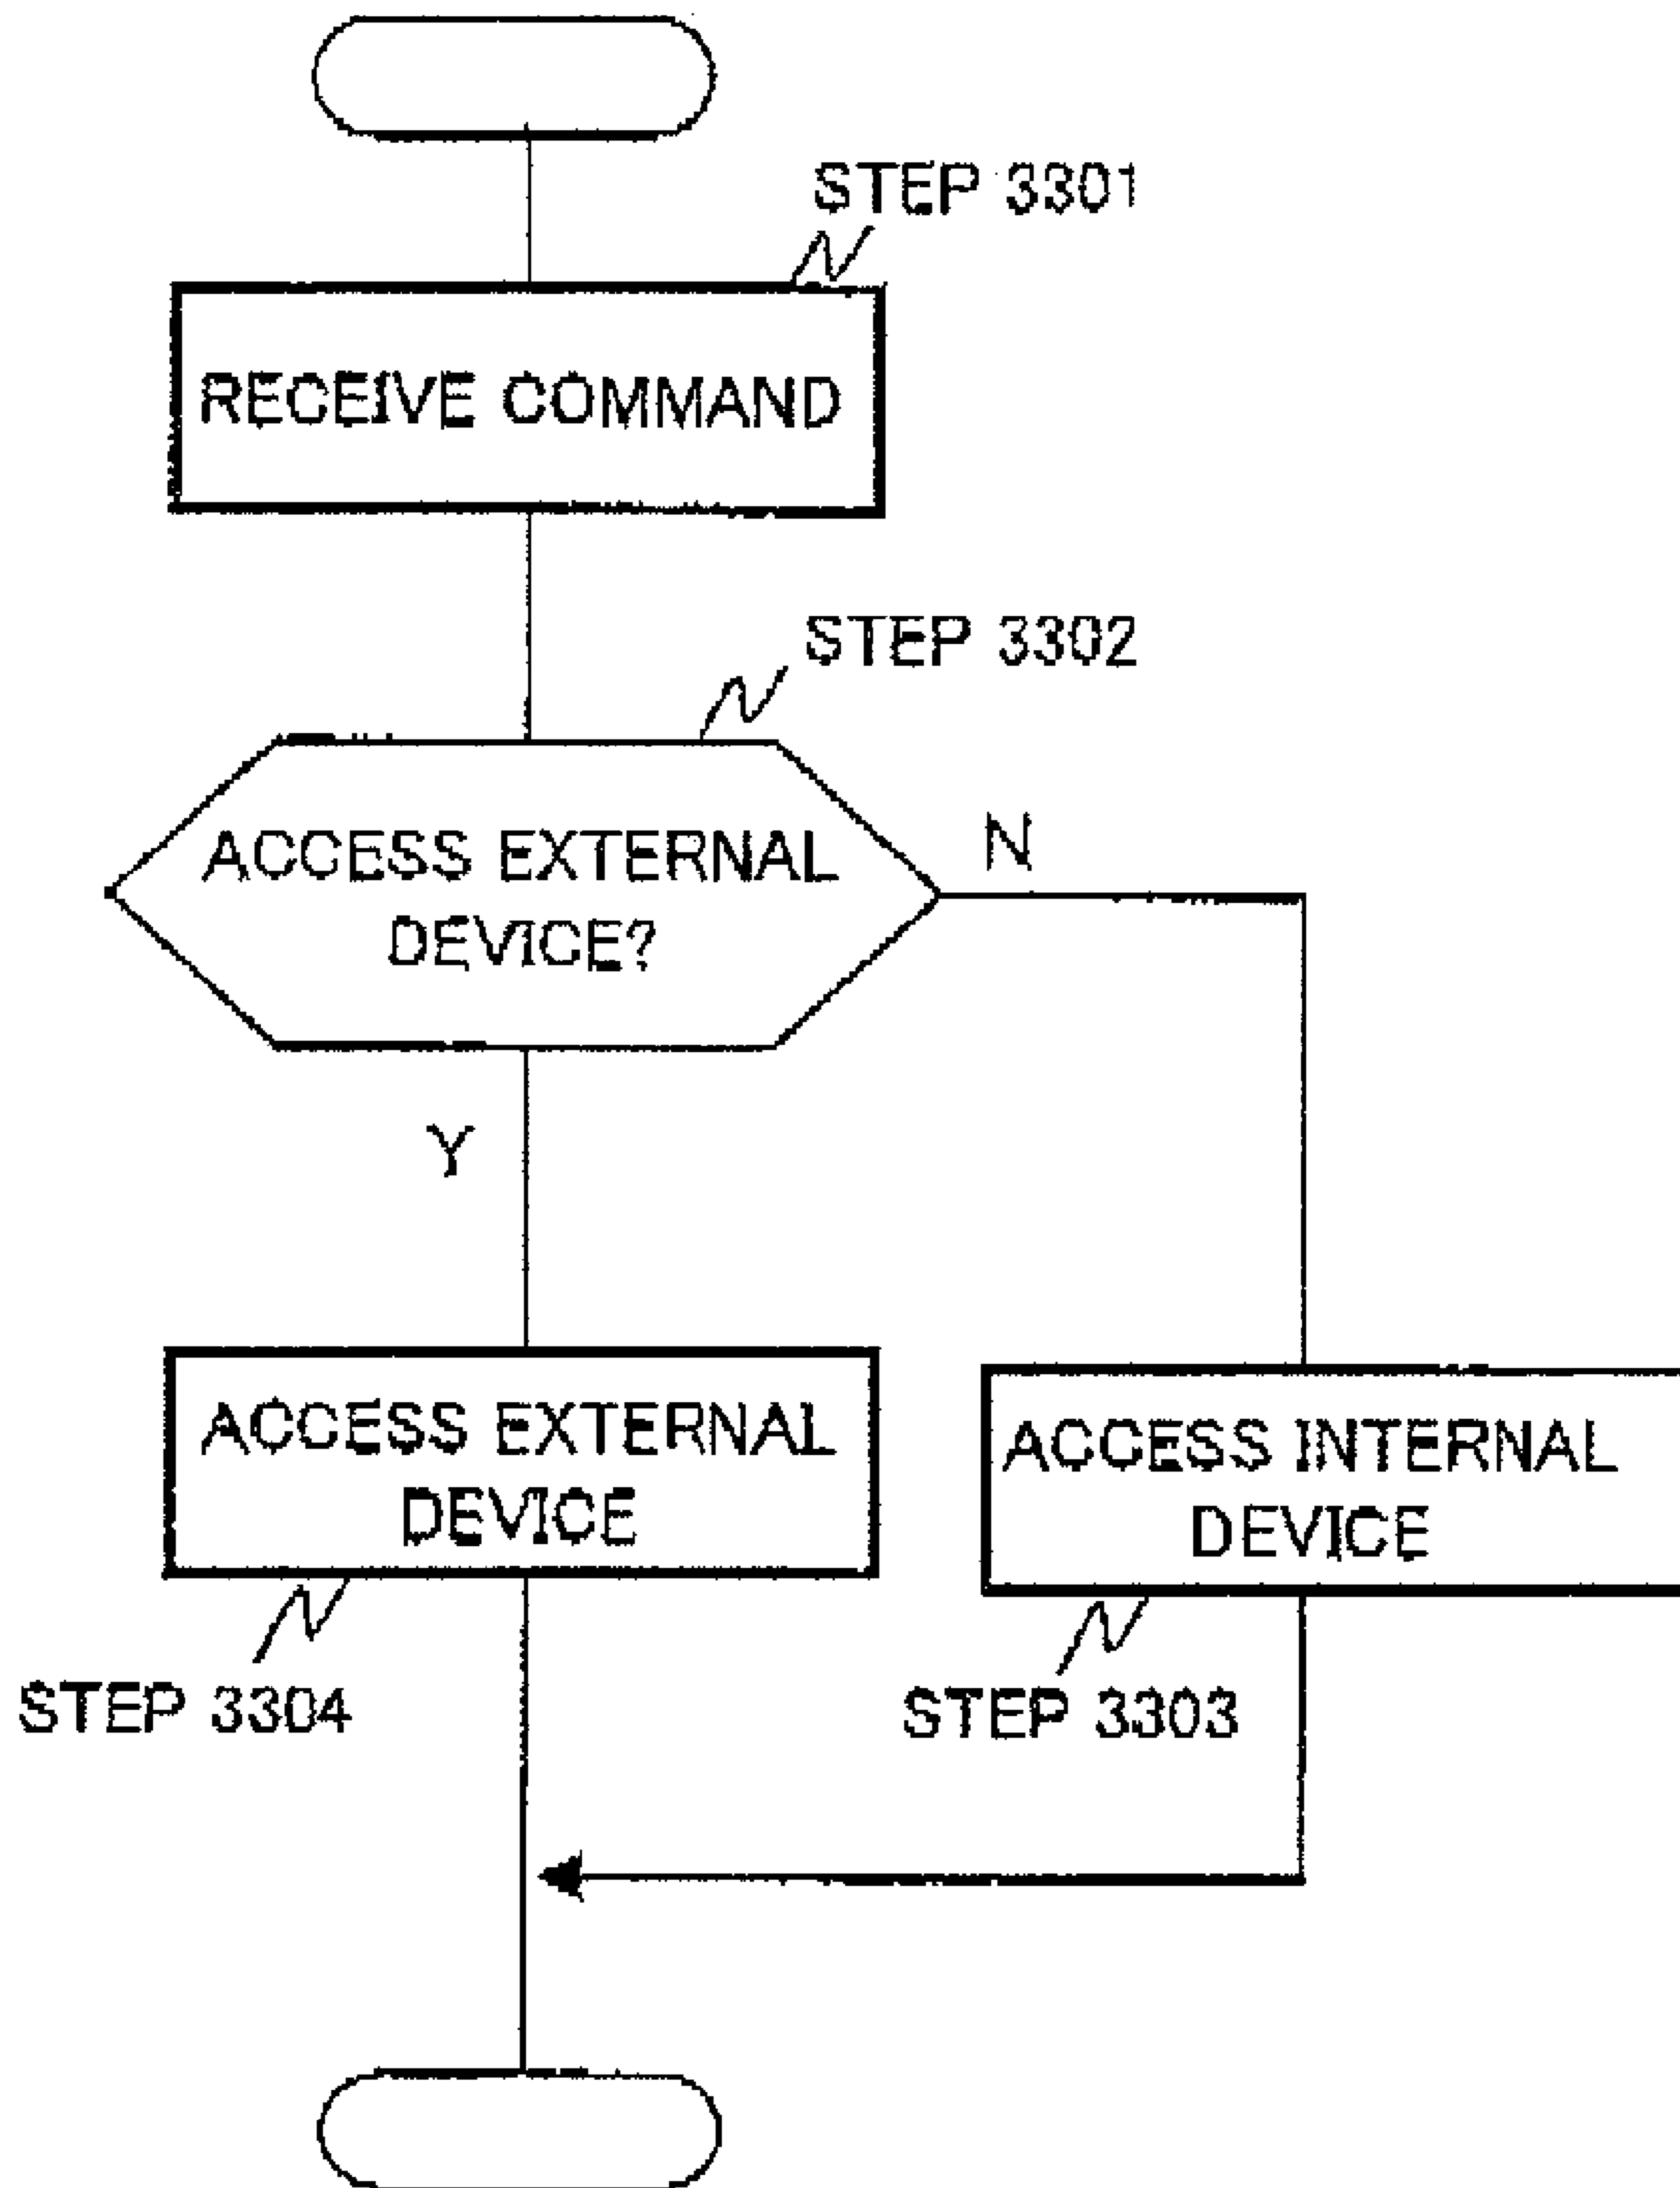 STEP 3301
RECEIVE COMMAND
STEP 3302
ACCESS EXTERNAL
DEVICE?
N
Y
ACCESS EXTERNAL
DEVICE
ACCESS INTERNAL
DEVICE
STEP 3304
STEP 3303